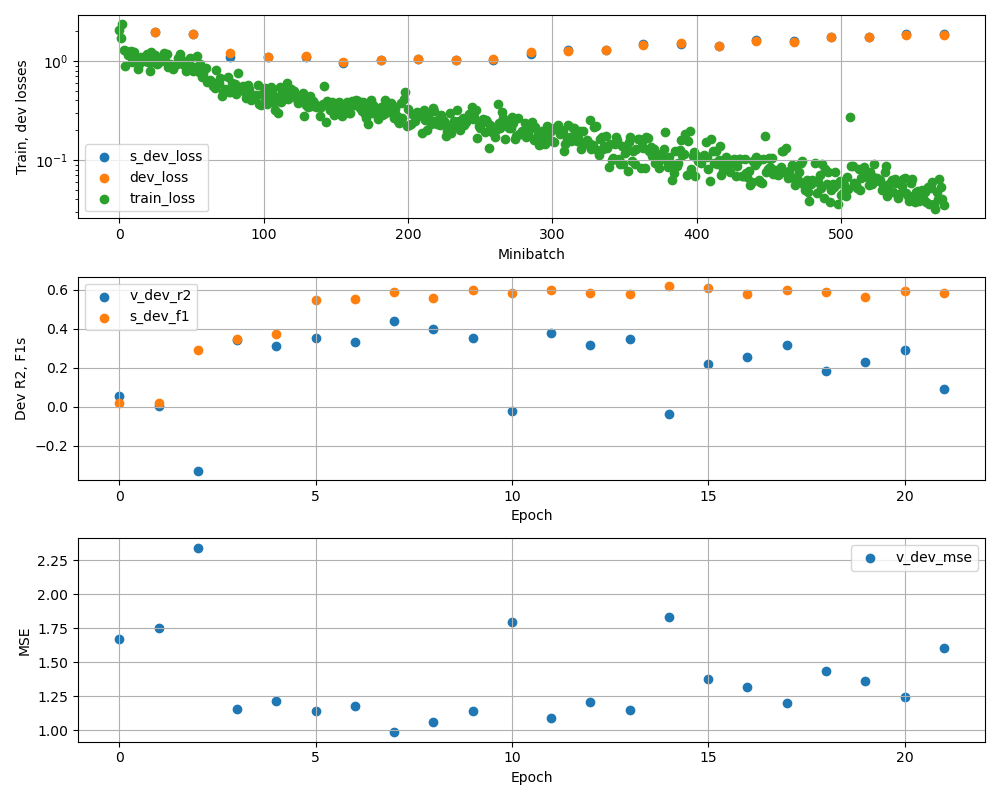 Train, dev losses
10⁰
10⁻¹
s_dev_loss
dev_loss
train_loss
0 100 200 300 400 500
Minibatch
Dev R2, F1s
0.6
0.4
0.2
0.0
−0.2
v_dev_r2
s_dev_f1
0 5 10 15 20
Epoch
MSE
2.25
2.00
1.75
1.50
1.25
1.00
v_dev_mse
0 5 10 15 20
Epoch